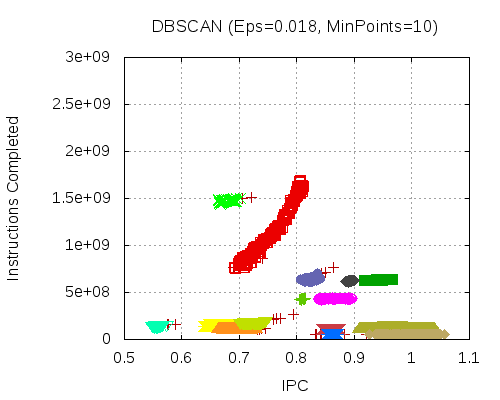 DBSCAN (Eps=0.018, MinPoints=10)
3e+09
2.5e+09
2e+09
1.5e+09
1e+09
5e+08
0
Instructions Completed
0.5 0.6 0.7 0.8 0.9 1 1.1
IPC